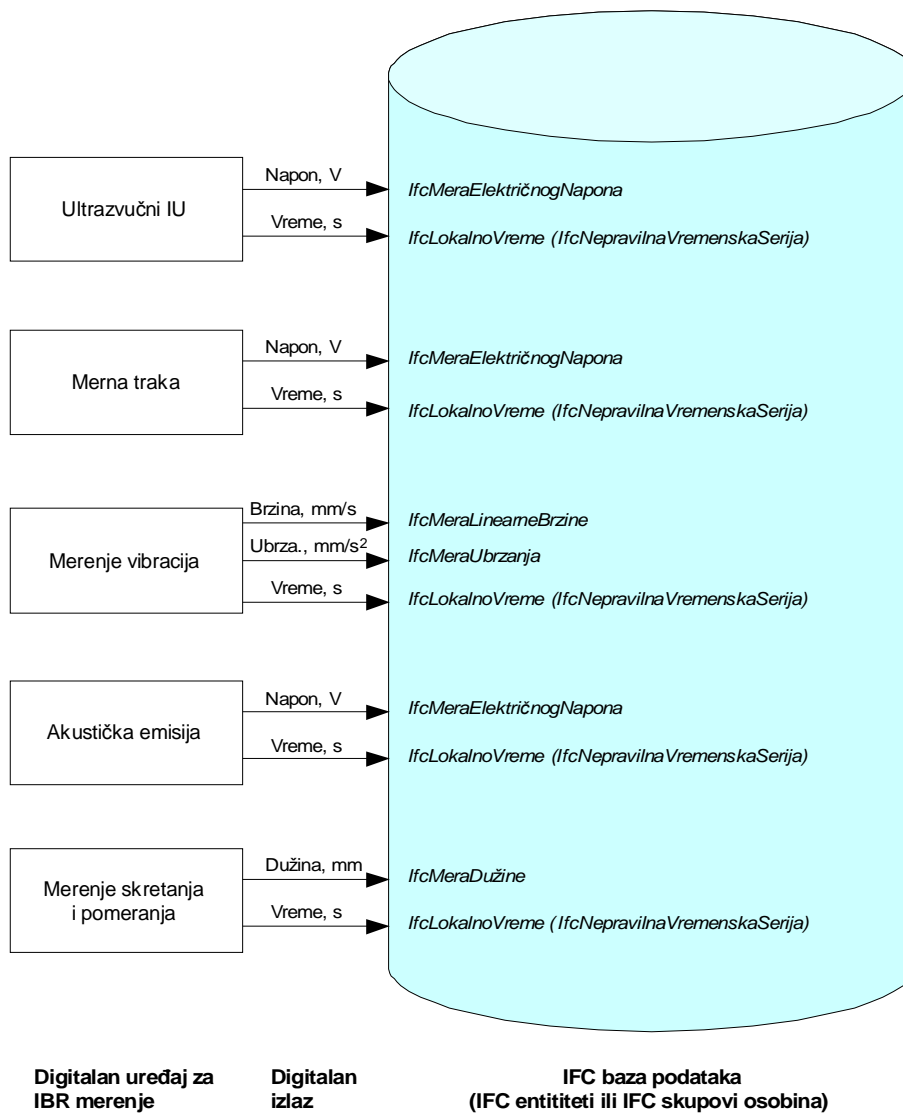 Ultrazvučni IU
Napon, V
IfcMeraElektričnogNapona
Vreme, s
IfcLokalnoVreme (IfcNepravilnaVremenskaSerija)
Merna traka
Napon, V
IfcMeraElektričnogNapona
Vreme, s
IfcLokalnoVreme (IfcNepravilnaVremenskaSerija)
Merenje vibracija
Brzina, mm/s
IfcMeraLinearneBrzine
Ubrza., mm/s²
IfcMeraUbrzanja
Vreme, s
IfcLokalnoVreme (IfcNepravilnaVremenskaSerija)
Akustička emisija
Napon, V
IfcMeraElektričnogNapona
Vreme, s
IfcLokalnoVreme (IfcNepravilnaVremenskaSerija)
Merenje skretanja
i pomeranja
Dužina, mm
IfcMeraDužine
Vreme, s
IfcLokalnoVreme (IfcNepravilnaVremenskaSerija)
Digitalan uređaj za
IBR merenje
Digitalan
izlaz
IFC baza podataka
(IFC entititeti ili IFC skupovi osobina)